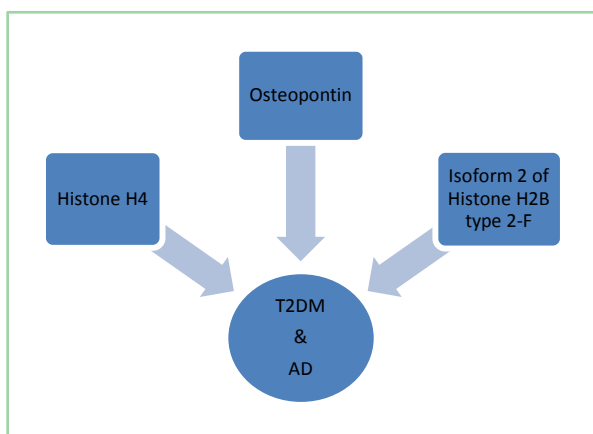 Osteopontin
Histone H4
Isoform 2 of
Histone H2B
type 2-F
T2DM
&
AD